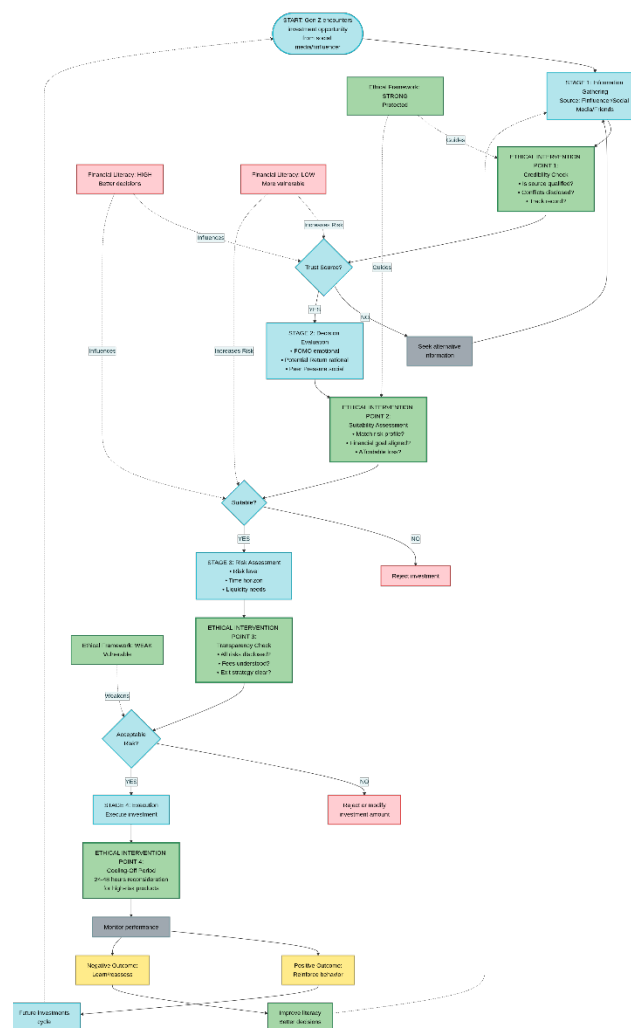 START: Gen Z encounters
investment opportunity
from social
media/influencer
STAGE 1: Information
Gathering
Source: Finfluencer/Social
Media/Friends
Ethical Framework:
STRONG
Protected
Guides
ETHICAL INTERVENTION
POINT 1:
Credibility Check
• Is source qualified?
• Conflicts disclosed?
• Track record?
Financial Literacy: HIGH
Better decisions
Financial Literacy: LOW
More vulnerable
Increases Risk
Influences
Trust Source?
Guides
YES
NO
STAGE 2: Decision
Evaluation
• FOMO emotional
• Potential Return rational
• Peer Pressure social
Seek alternative
information
Influences
Increases Risk
ETHICAL INTERVENTION
POINT 2:
Suitability Assessment
• Match risk profile?
• Financial goal aligned?
• Affordable loss?
Suitable?
YES
NO
STAGE 3: Risk Assessment
• Risk level
• Time horizon
• Liquidity needs
Reject investment
ETHICAL INTERVENTION
POINT 3:
Transparency Check
• All risks disclosed?
• Fees understood?
• Exit strategy clear?
Ethical Framework: WEAK
Vulnerable
Weakens
Acceptable
Risk?
YES
NO
STAGE 4: Execution
Execute investment
Reject or modify
investment amount
ETHICAL INTERVENTION
POINT 4:
Cooling-Off Period
24-48 hours reconsideration
for high-risk products
Monitor performance
Negative Outcome:
Learn/reassess
Positive Outcome:
Reinforce behavior
Future investments
cycle
Improve literacy
Better decisions